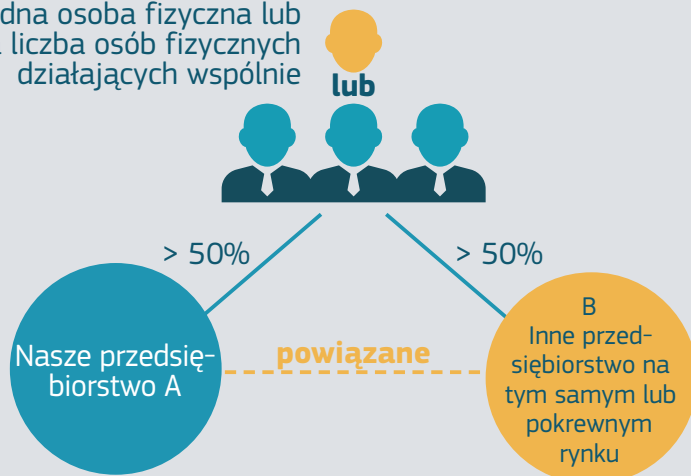 dna osoba fizyczna lub
liczba osób fizycznych
działających wspólnie
lub
> 50%
> 50%
Nasze przedsię-
biorstwo A
powiązane
B
Inne przed-
siębiorstwo na
tym samym lub
pokrewnym
rynku